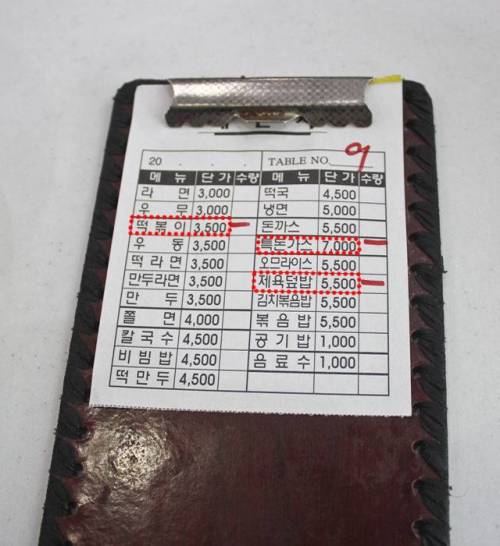 20 . . . TABLE NO. 9
메 뉴 단 가 수량 메 뉴 단 가 수량
라 면 3,000 떡국 4,500
우 무 3,000 냉면 5,000
떡 볶 이 3,500 돈까스 5,500
우 동 3,500 특돈가스 7,000
떡 라 면 3,500 오므라이스 5,500
만두라면 3,500 제육덮밥 5,500
만 두 3,500 김치볶음밥 5,500
쫄 면 4,000 볶 음 밥 5,500
칼 국 수 4,500 공 기 밥 1,000
비 빔 밥 4,500 음 료 수 1,000
떡 만 두 4,500